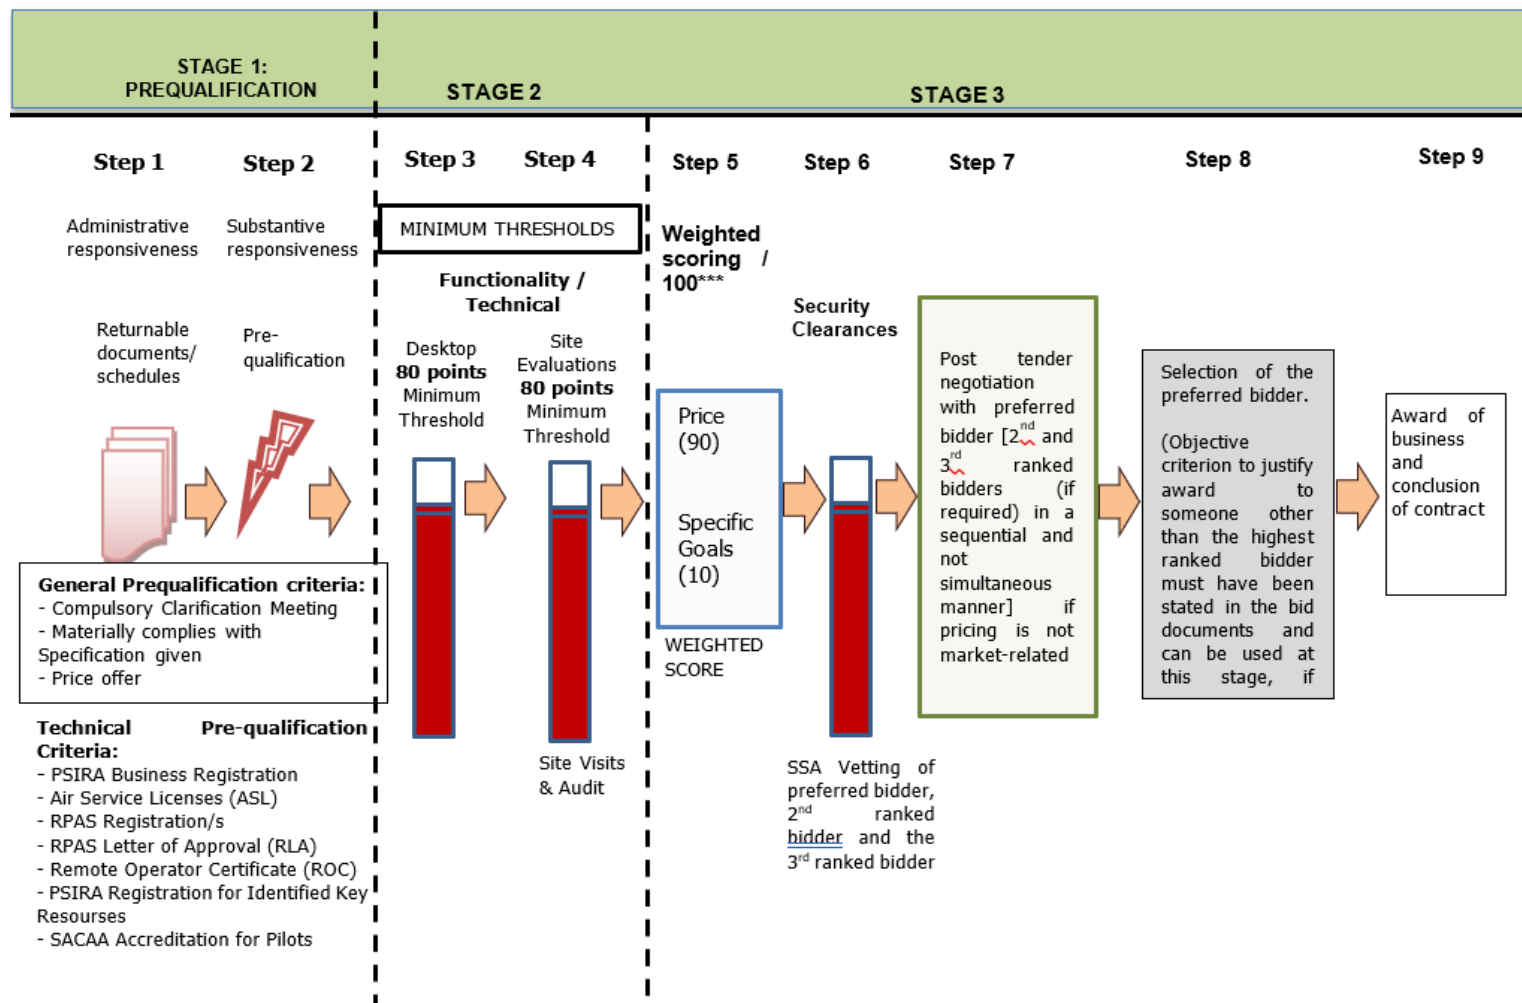 STAGE 1:
PREQUALIFICATION
STAGE 2
STAGE 3
Step 1
Step 2
Step 3
Step 4
Step 5
Step 6
Step 7
Step 8
Step 9
Administrative
responsiveness
Substantive
responsiveness
MINIMUM THRESHOLDS
Weighted
scoring /
100***
Functionality /
Technical
Security
Clearances
Returnable
documents/
schedules
Pre-
qualification
Desktop
80 points
Minimum
Threshold
Site
Evaluations
80 points
Minimum
Threshold
Price
(90)
Specific
Goals
(10)
WEIGHTED
SCORE
Post tender
negotiation
with preferred
bidder [2nd and
3rd ranked
bidders (if
required) in a
sequential and
not
simultaneous
manner] if
pricing is not
market-related
Selection of the
preferred bidder.
(Objective
criterion to justify
award to
someone other
than the highest
ranked bidder
must have been
stated in the bid
documents and
can be used at
this stage, if
Award of
business
and
conclusion
of contract
General Prequalification criteria:
- Compulsory Clarification Meeting
- Materially complies with
Specification given
- Price offer
Technical Pre-qualification
Criteria:
- PSIRA Business Registration
- Air Service Licenses (ASL)
- RPAS Registration/s
- RPAS Letter of Approval (RLA)
- Remote Operator Certificate (ROC)
- PSIRA Registration for Identified Key
Resourses
- SACAA Accreditation for Pilots
Site Visits
& Audit
SSA Vetting of
preferred bidder,
2nd ranked
bidder and the
3rd ranked bidder